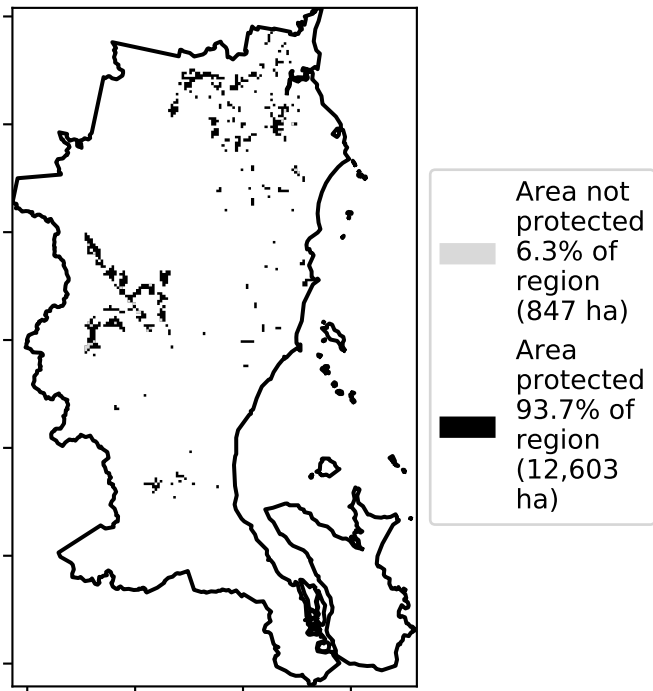 Area not
protected
6.3% of
region
(847 ha)
Area
protected
93.7% of
region
(12,603
ha)